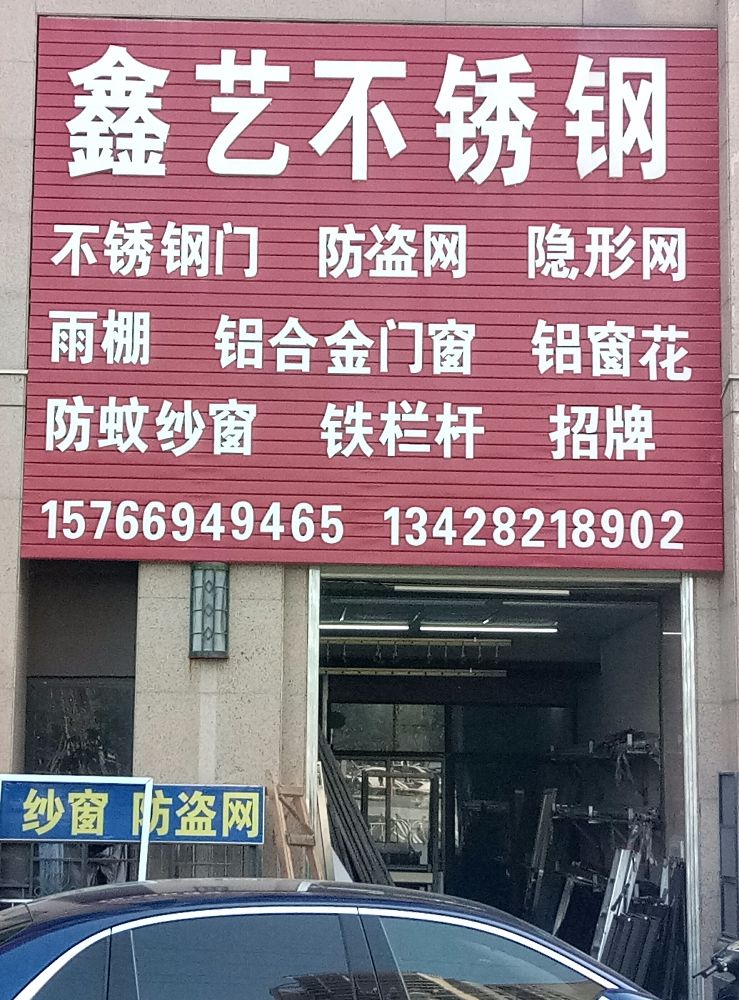 鑫艺不锈钢
不锈钢门 防盗网 隐形网
雨棚 铝合金门窗 铝窗花
防蚊纱窗 铁栏杆 招牌
15766949465 13428218902
纱窗 防盗网